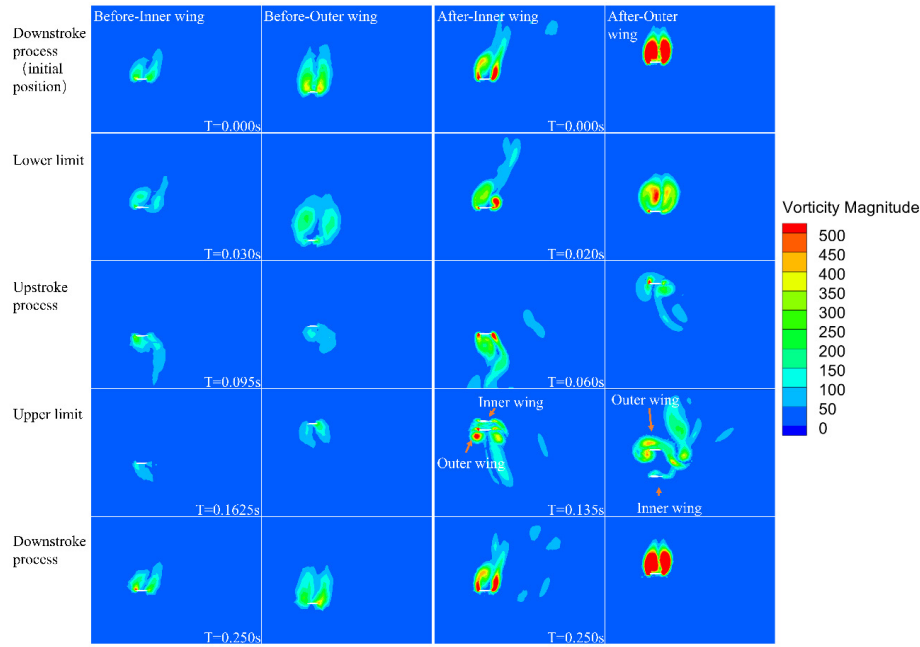 Before-Inner wing
Before-Outer wing
After-Inner wing
After-Outer
wing
Downstroke
process
（initial
position）
T=0.000s
T=0.000s
Lower limit
T=0.030s
T=0.020s
Upstroke
process
T=0.095s
T=0.060s
Upper limit
Inner wing
Outer wing
Outer wing
Inner wing
T=0.1625s
T=0.135s
Downstroke
process
T=0.250s
T=0.250s
Vorticity Magnitude
500
450
400
350
300
250
200
150
100
50
0